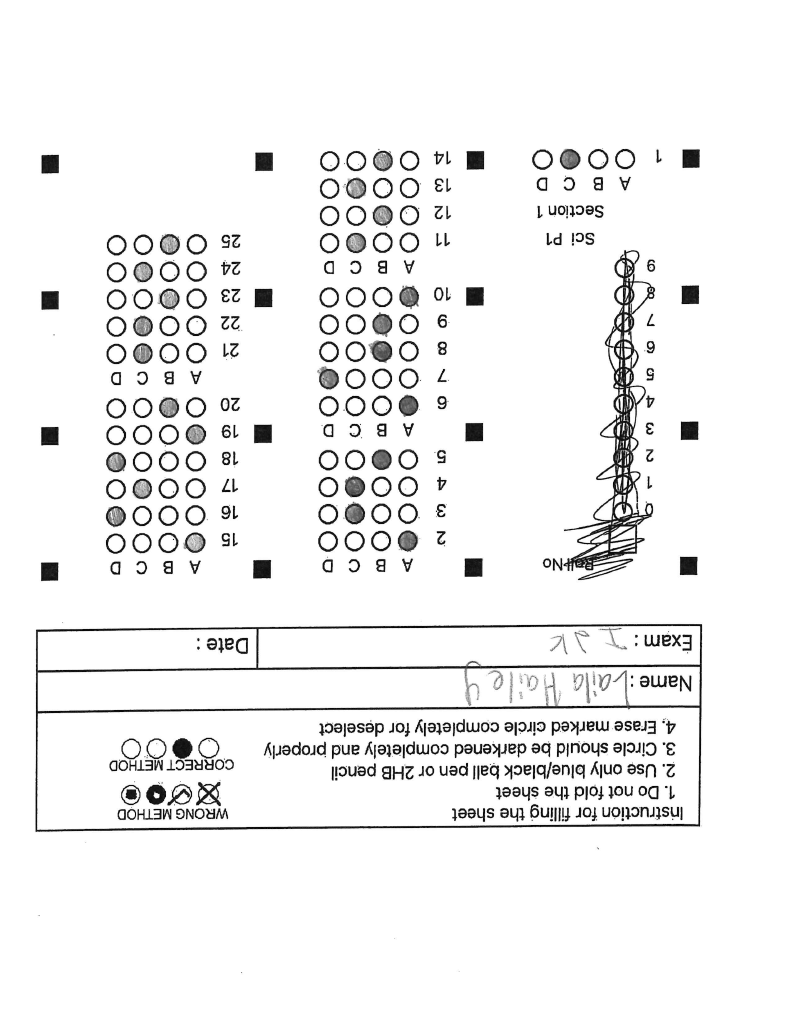 Instruction for filling the sheet
1. Do not fold the sheet
2. Use only blue/black ball pen or 2HB pencil
3. Circle should be darkened completely and properly
4. Erase marked circle completely for deselect
WRONG METHOD
CORRECT METHOD
Name : Laila Hailey
Exam :
Date :
Roll No
0
1
2
3
4
5
6
7
8
9
Sci P1
Section 1
A B C D
1
A B C D
2
3
4
5
A B C D
6
7
8
9
10
A B C D
11
12
13
14
A B C D
15
16
17
18
19
20
A B C D
21
22
23
24
25